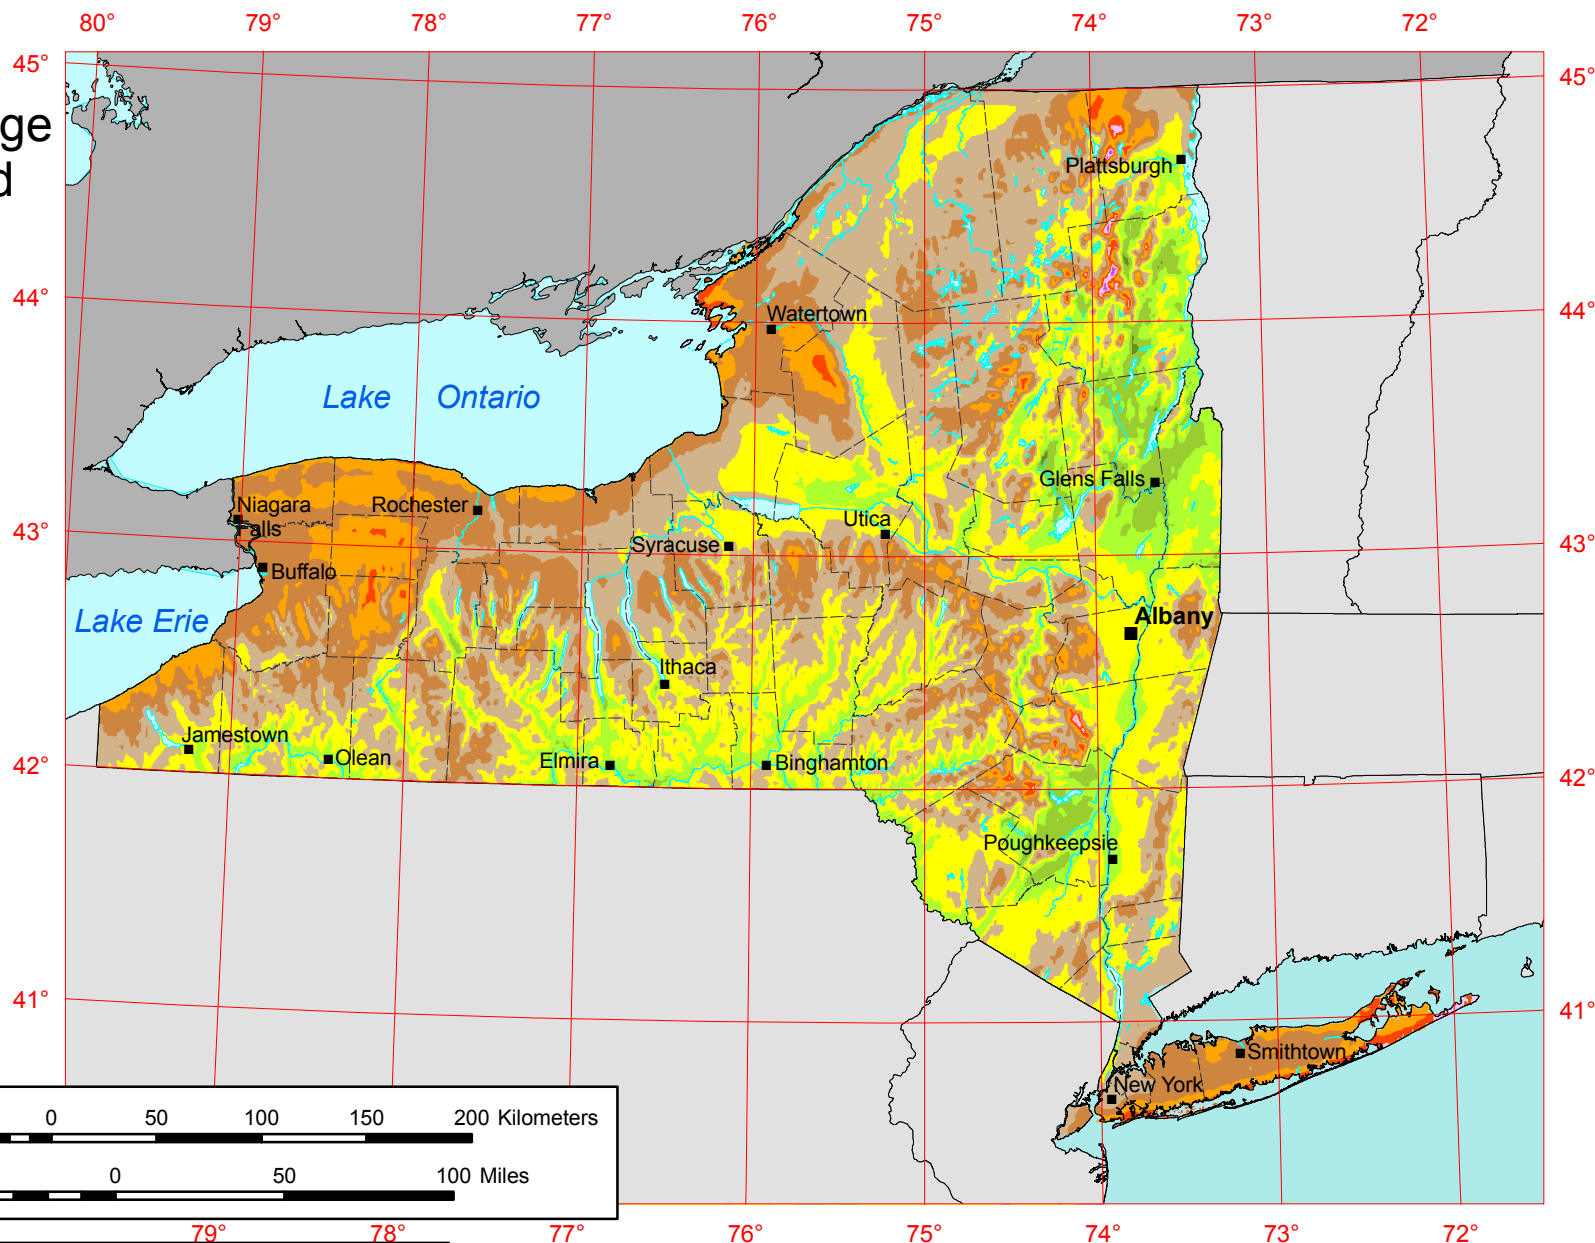 80° 79° 78° 77° 76° 75° 74° 73° 72°
45° 45°
ge
d
Plattsburgh
44° 44°
Watertown
Lake Ontario
Glens Falls
Niagara
Falls
Rochester
Utica
43° 43°
Syracuse
Buffalo
Lake Erie
Albany
Ithaca
Jamestown
Olean
Elmira
Binghamton
42° 42°
Poughkeepsie
41° 41°
Smithtown
New York
0 50 100 150 200 Kilometers
0 50 100 Miles
79° 78° 77° 76° 75° 74° 73° 72°